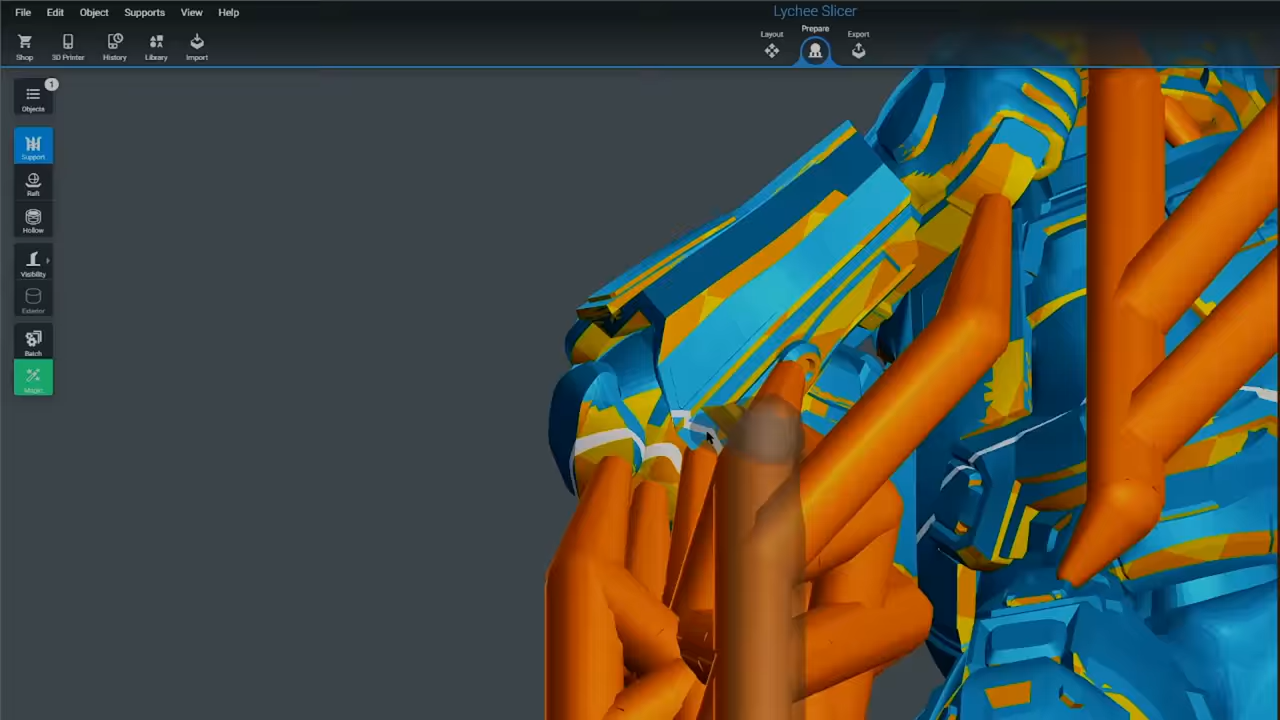 File Edit Object Supports View Help
Lychee Slicer
Shop 3D Printer History Library Import
Layout Prepare Export
1
Objects
Support
Raft
Hollow
Visibility
Exterior
Batch
Magic